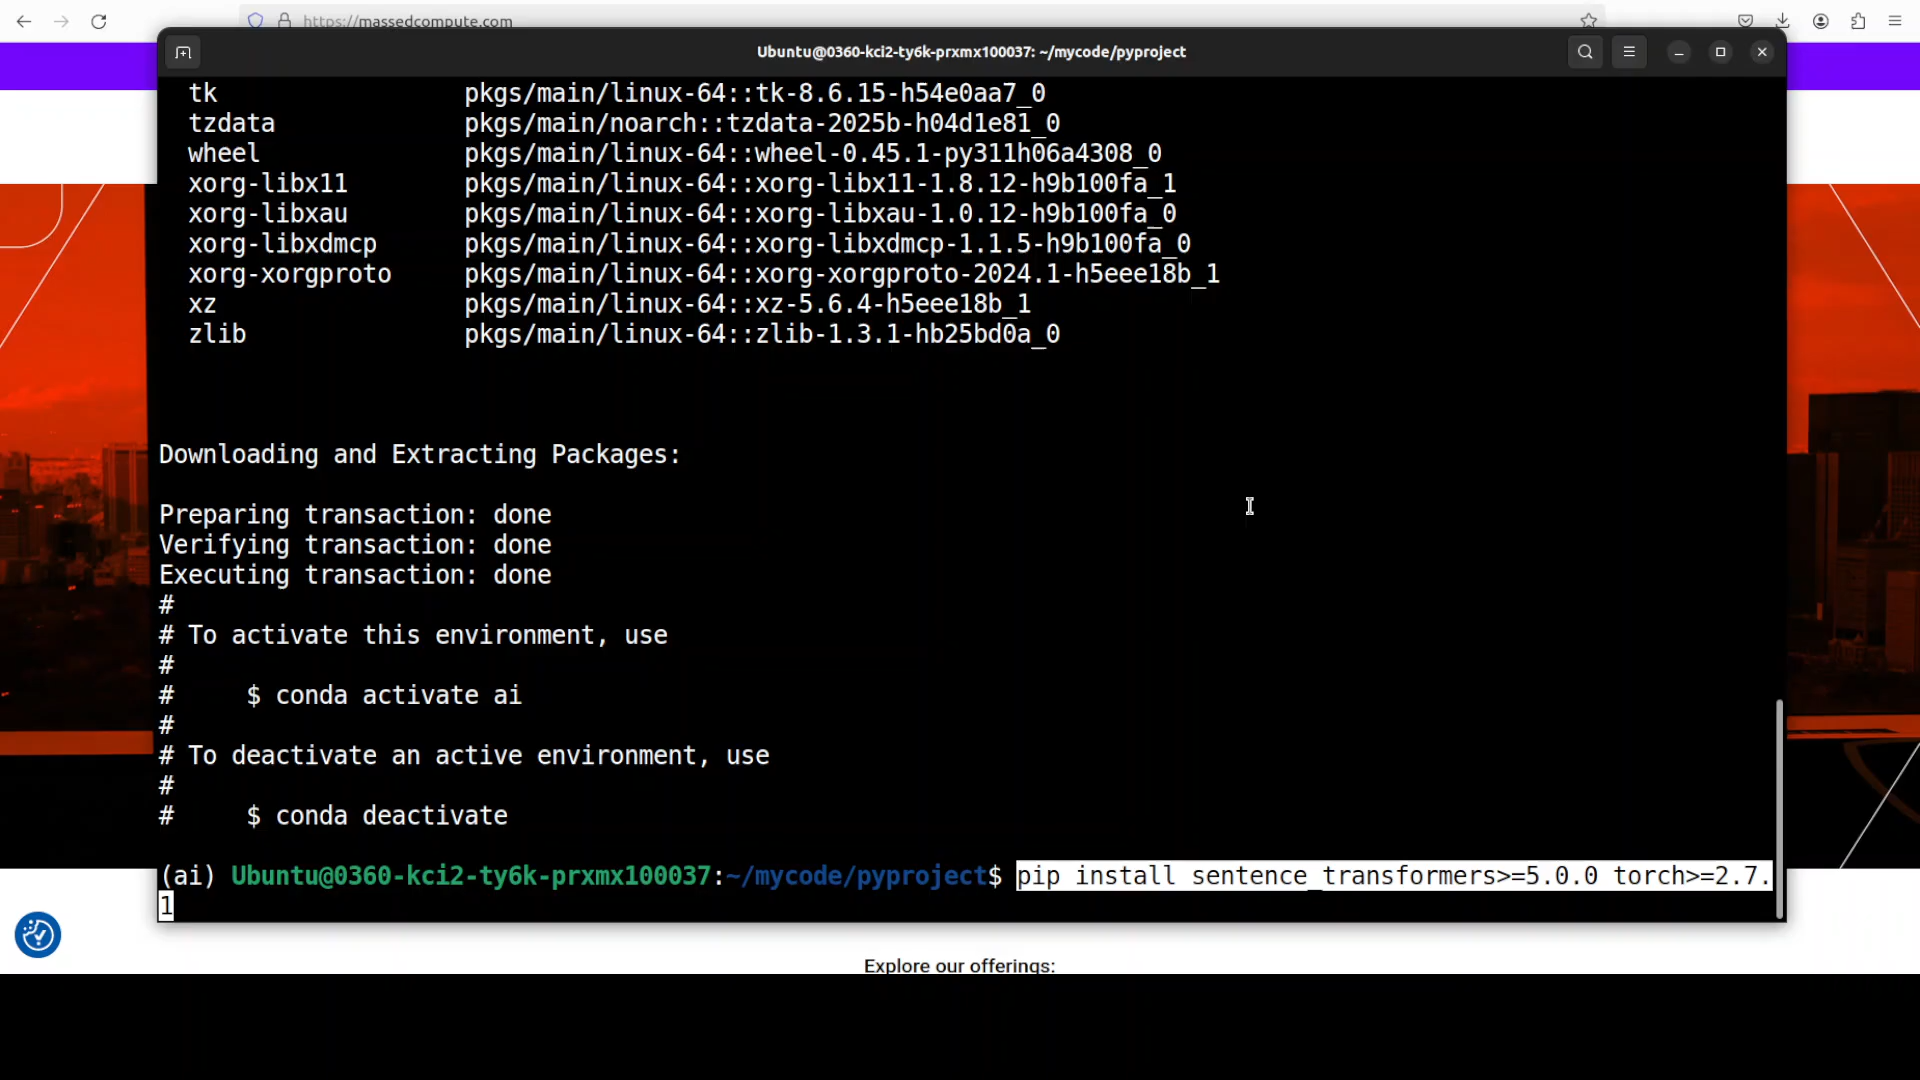 https://massedcompute.com
Ubuntu@0360-kci2-ty6k-prxmx100037: ~/mycode/pyproject
tk pkgs/main/linux-64::tk-8.6.15-h54e0aa7_0
tzdata pkgs/main/noarch::tzdata-2025b-h04d1e81_0
wheel pkgs/main/linux-64::wheel-0.45.1-py311h06a4308_0
xorg-libx11 pkgs/main/linux-64::xorg-libx11-1.8.12-h9b100fa_1
xorg-libxau pkgs/main/linux-64::xorg-libxau-1.0.12-h9b100fa_0
xorg-libxdmcp pkgs/main/linux-64::xorg-libxdmcp-1.1.5-h9b100fa_0
xorg-xorgproto pkgs/main/linux-64::xorg-xorgproto-2024.1-h5eee18b_1
xz pkgs/main/linux-64::xz-5.6.4-h5eee18b_1
zlib pkgs/main/linux-64::zlib-1.3.1-hb25bd0a_0
Downloading and Extracting Packages:
Preparing transaction: done
Verifying transaction: done
Executing transaction: done
#
# To activate this environment, use
#
#     $ conda activate ai
#
# To deactivate an active environment, use
#
#     $ conda deactivate
(ai) Ubuntu@0360-kci2-ty6k-prxmx100037:~/mycode/pyproject$ pip install sentence_transformers>=5.0.0 torch>=2.7.
1
Explore our offerings: